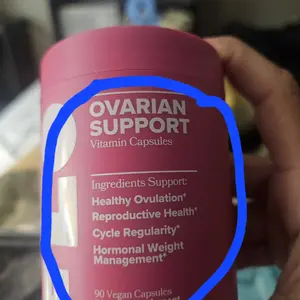 OVARIAN
SUPPORT
Vitamin Capsules
Ingredients Support:
Healthy Ovulation*
Reproductive Health*
Cycle Regularity*
Hormonal Weight
Management*
90 Vegan Capsules